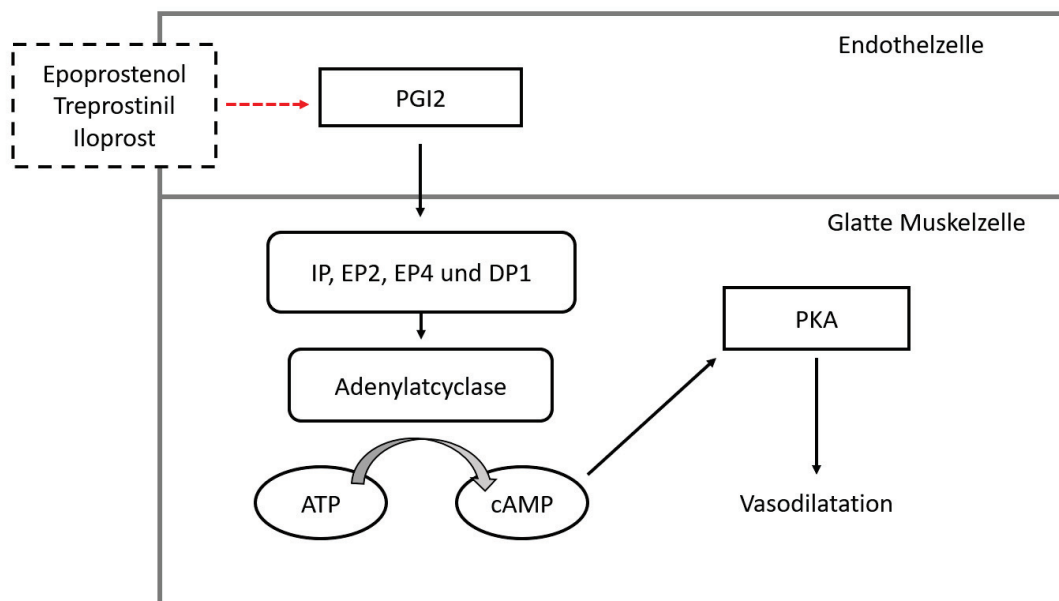 Endothelzelle
Epoprostenol
Treprostinil
Iloprost
PGI2
Glatte Muskelzelle
IP, EP2, EP4 und DP1
PKA
Adenylatcyclase
ATP
cAMP
Vasodilatation